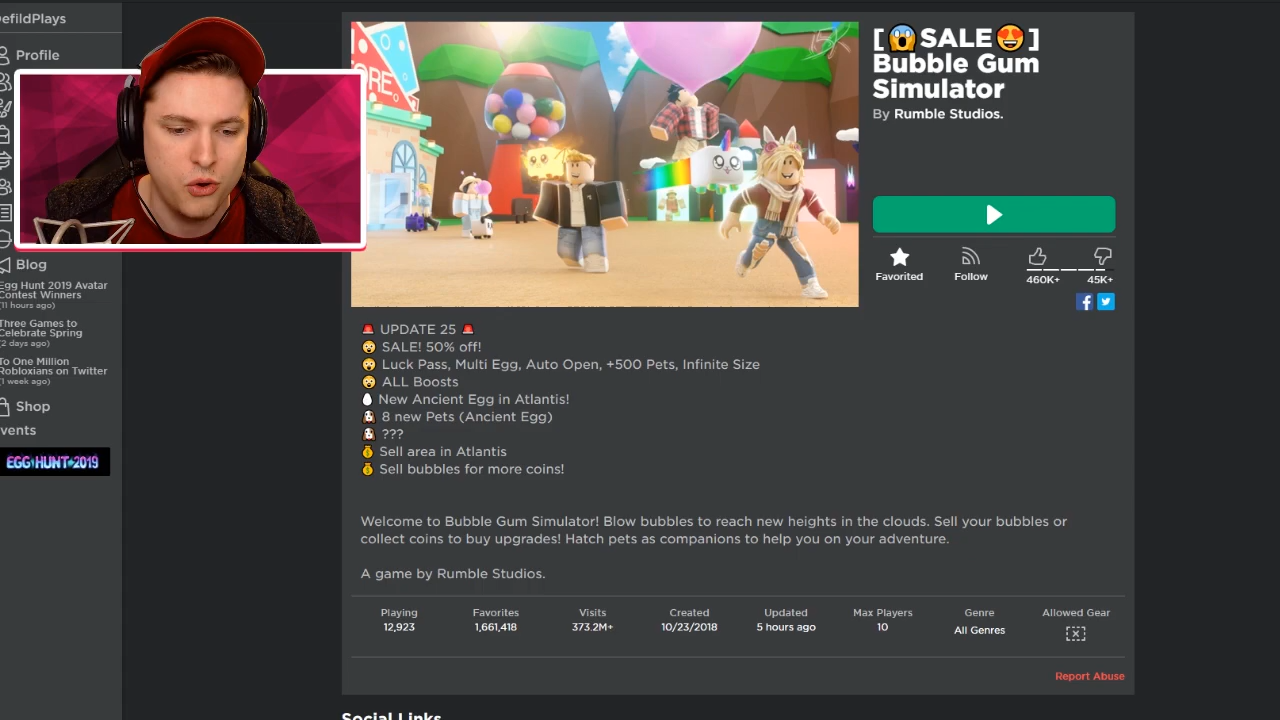 efildPlays
Profile
Blog
Egg Hunt 2019 Avatar
Contest Winners
(11 hours ago)
Three Games to
Celebrate Spring
(2 days ago)
To One Million
Robloxians on Twitter
(1 week ago)
Shop
vents
EGG HUNT 2019
ORE
15K
[😱SALE😍]
Bubble Gum
Simulator
By Rumble Studios.
Favorited
Follow
460K+
45K+
🚨 UPDATE 25 🚨
😲 SALE! 50% off!
😲 Luck Pass, Multi Egg, Auto Open, +500 Pets, Infinite Size
😲 ALL Boosts
🥚 New Ancient Egg in Atlantis!
🐶 8 new Pets (Ancient Egg)
🐶 ???
💰 Sell area in Atlantis
💰 Sell bubbles for more coins!
Welcome to Bubble Gum Simulator! Blow bubbles to reach new heights in the clouds. Sell your bubbles or
collect coins to buy upgrades! Hatch pets as companions to help you on your adventure.
A game by Rumble Studios.
Playing Favorites Visits Created Updated Max Players Genre Allowed Gear
12,923 1,661,418 373.2M+ 10/23/2018 5 hours ago 10 All Genres
Report Abuse
Social Links